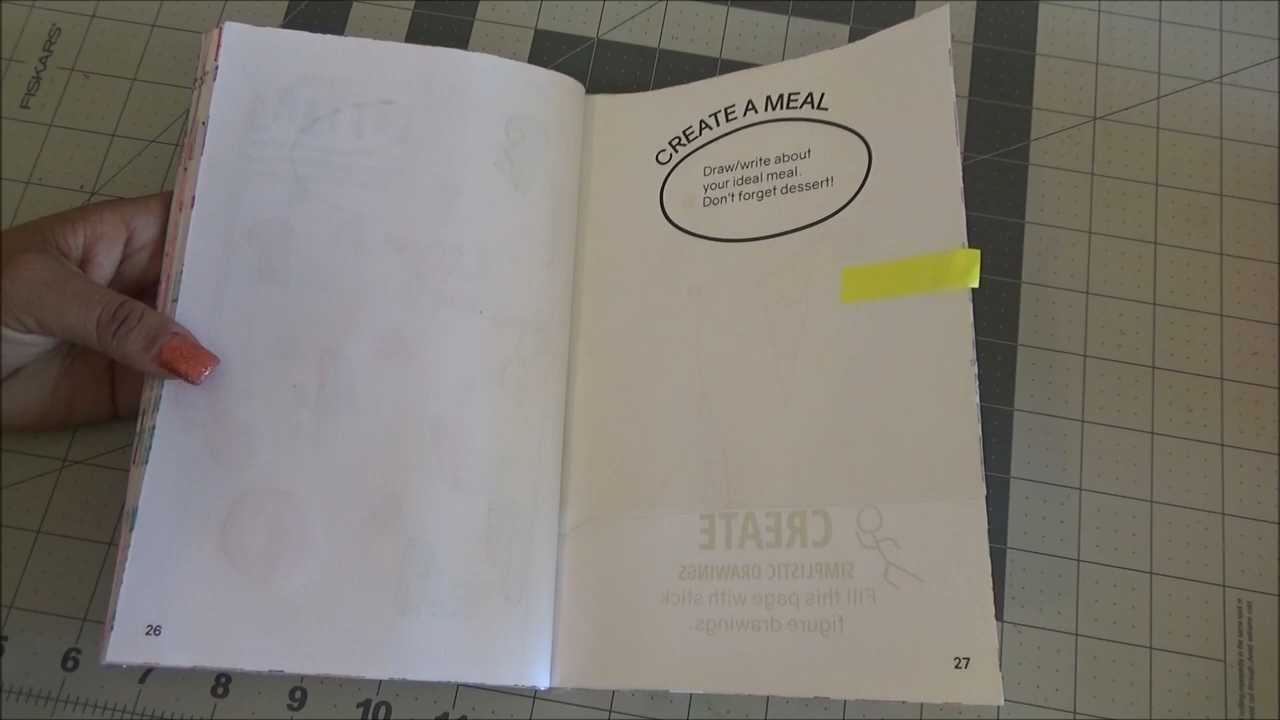 FISKARS
CREATE A MEAL
Draw/write about
your ideal meal.
Don't forget dessert!
CREATE
SIMPLISTIC DRAWINGS
Fill this page with stick
figure drawings.
26
27
6
7
8
9
10